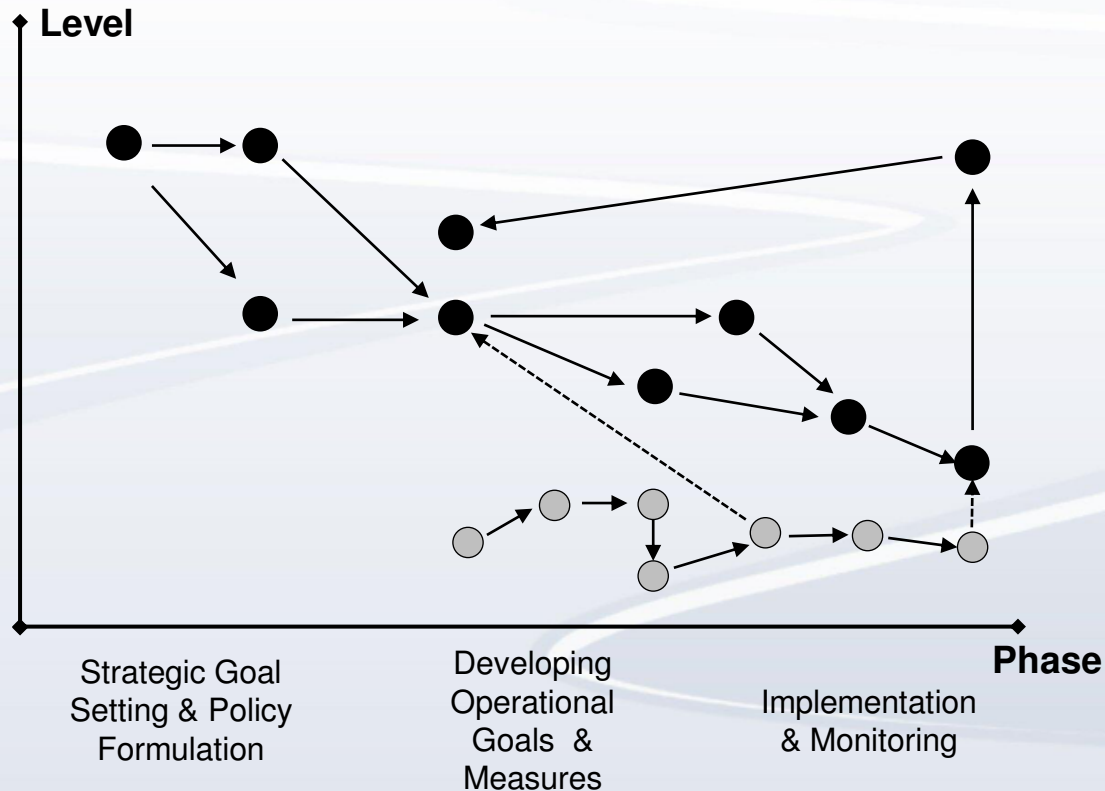 Level
Phase
Strategic Goal
Setting & Policy
Formulation
Developing
Operational
Goals &
Measures
Implementation
& Monitoring